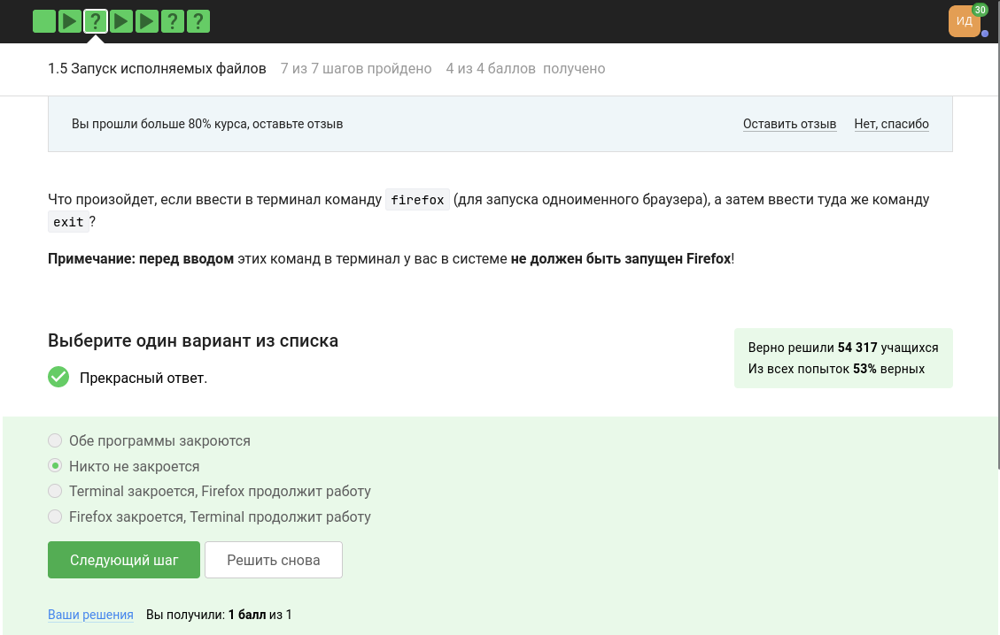 ? ? ?
ИД 30
1.5 Запуск исполняемых файлов 7 из 7 шагов пройдено 4 из 4 баллов получено
Вы прошли больше 80% курса, оставьте отзыв Оставить отзыв Нет, спасибо
Что произойдет, если ввести в терминал команду firefox (для запуска одноименного браузера), а затем ввести туда же команду
exit ?
Примечание: перед вводом этих команд в терминал у вас в системе не должен быть запущен Firefox!
Выберите один вариант из списка
Прекрасный ответ.
Верно решили 54 317 учащихся
Из всех попыток 53% верных
Обе программы закроются
Никто не закроется
Terminal закроется, Firefox продолжит работу
Firefox закроется, Terminal продолжит работу
Следующий шаг Решить снова
Ваши решения Вы получили: 1 балл из 1